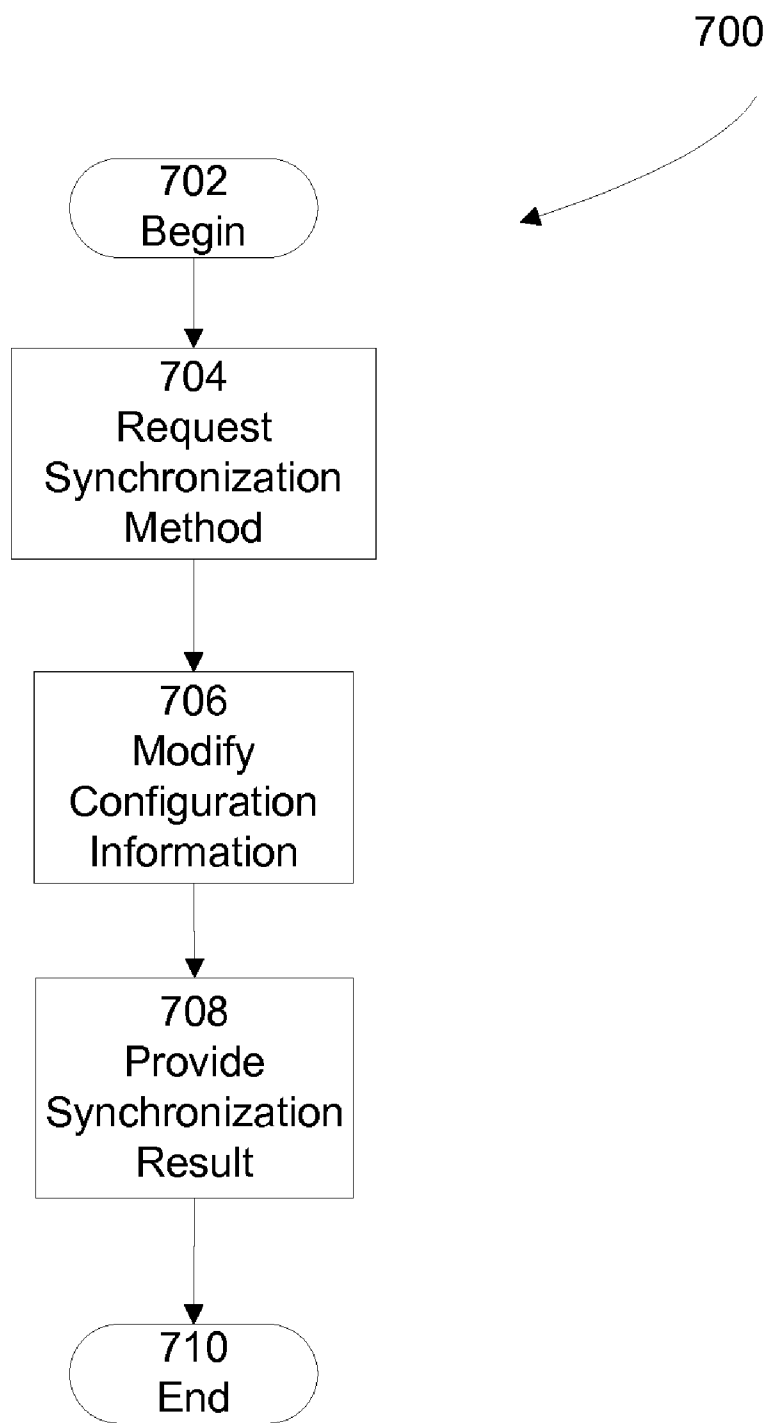 700
702
Begin
704
Request
Synchronization
Method
706
Modify
Configuration
Information
708
Provide
Synchronization
Result
710
End